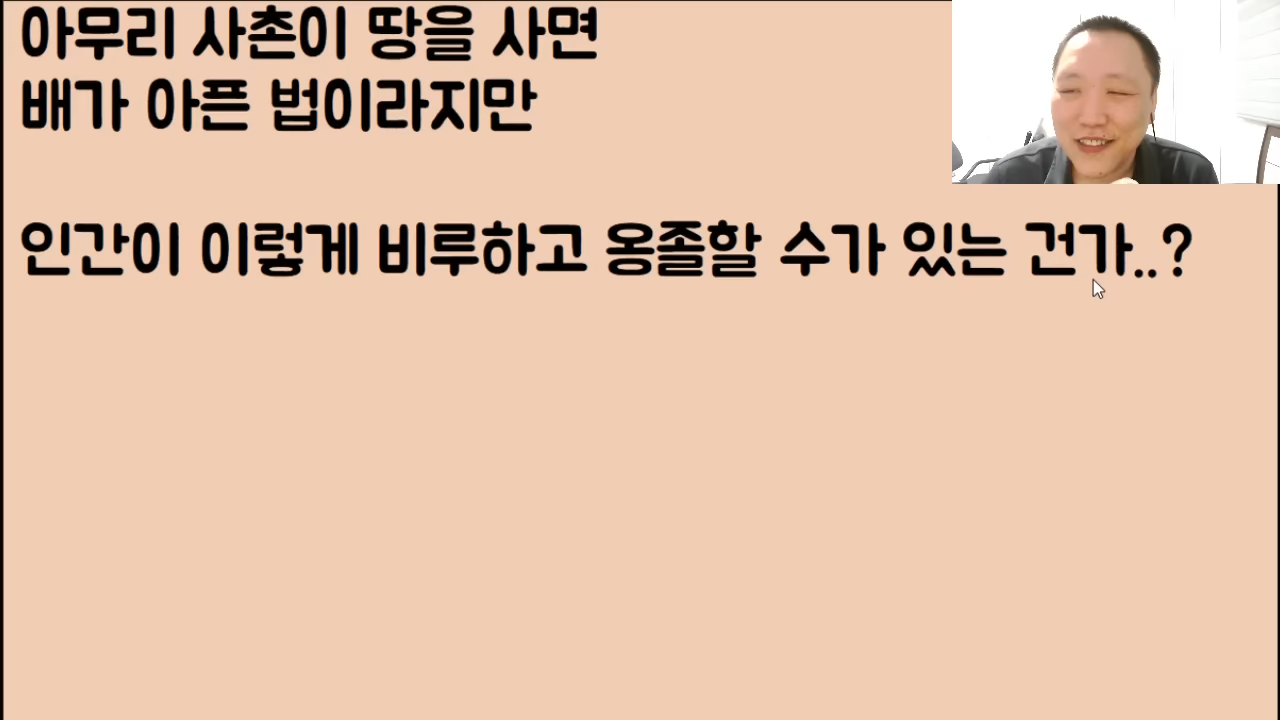 아무리 사촌이 땅을 사면
배가 아픈 법이라지만
인간이 이렇게 비루하고 옹졸할 수가 있는 건가..?